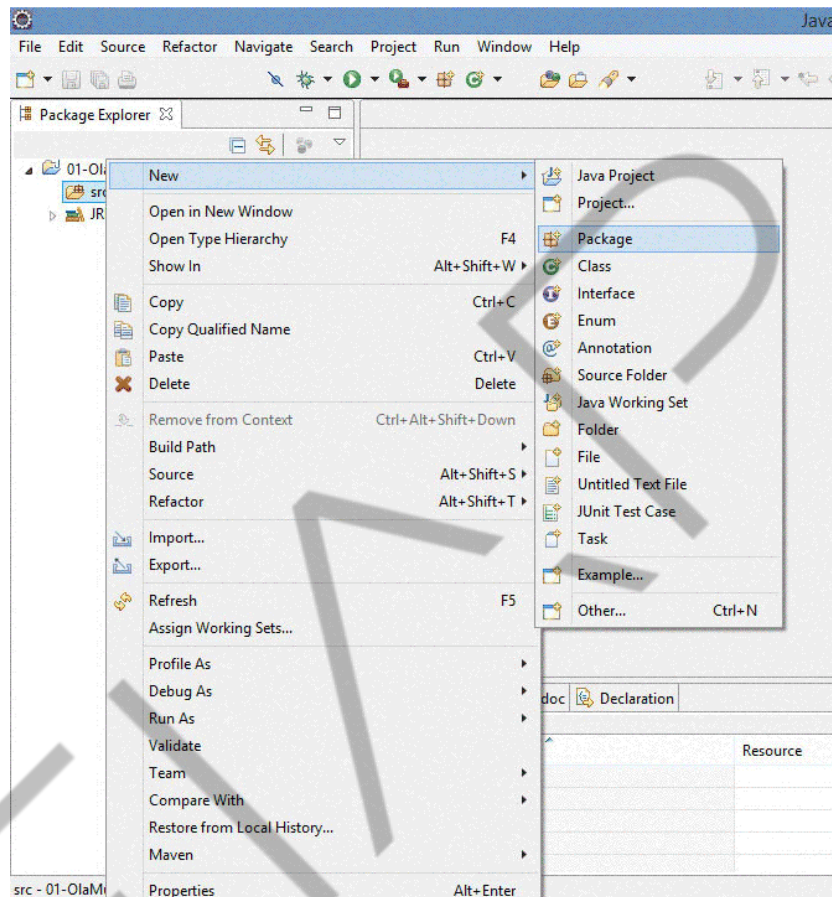 Java
File Edit Source Refactor Navigate Search Project Run Window Help
Package Explorer
01-Ol
src
JR
New
Open in New Window
Open Type Hierarchy F4
Show In Alt+Shift+W
Copy Ctrl+C
Copy Qualified Name
Paste Ctrl+V
Delete Delete
Remove from Context Ctrl+Alt+Shift+Down
Build Path
Source Alt+Shift+S
Refactor Alt+Shift+T
Import...
Export...
Refresh F5
Assign Working Sets...
Profile As
Debug As
Run As
Validate
Team
Compare With
Restore from Local History...
Maven
Properties Alt+Enter
Java Project
Project...
Package
Class
Interface
Enum
Annotation
Source Folder
Java Working Set
Folder
File
Untitled Text File
JUnit Test Case
Task
Example...
Other... Ctrl+N
doc Declaration
Resource
src - 01-OlaM